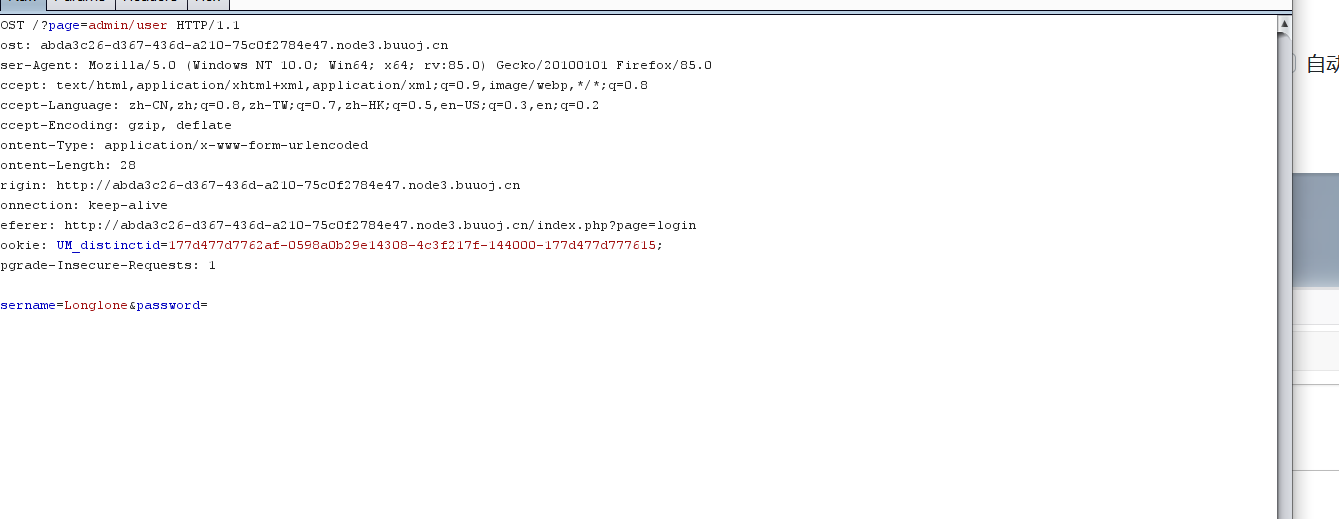 Raw Params Headers Hex
OST /?page=admin/user HTTP/1.1
ost: abda3c26-d367-436d-a210-75c0f2784e47.node3.buuoj.cn
ser-Agent: Mozilla/5.0 (Windows NT 10.0; Win64; x64; rv:85.0) Gecko/20100101 Firefox/85.0
自动
ccept: text/html,application/xhtml+xml,application/xml;q=0.9,image/webp,*/*;q=0.8
ccept-Language: zh-CN,zh;q=0.8,zh-TW;q=0.7,zh-HK;q=0.5,en-US;q=0.3,en;q=0.2
ccept-Encoding: gzip, deflate
ontent-Type: application/x-www-form-urlencoded
ontent-Length: 28
rigin: http://abda3c26-d367-436d-a210-75c0f2784e47.node3.buuoj.cn
onnection: keep-alive
eferer: http://abda3c26-d367-436d-a210-75c0f2784e47.node3.buuoj.cn/index.php?page=login
ookie: UM_distinctid=177d477d7762af-0598a0b29e14308-4c3f217f-144000-177d477d777615;
pgrade-Insecure-Requests: 1
sername=Longlone&password=